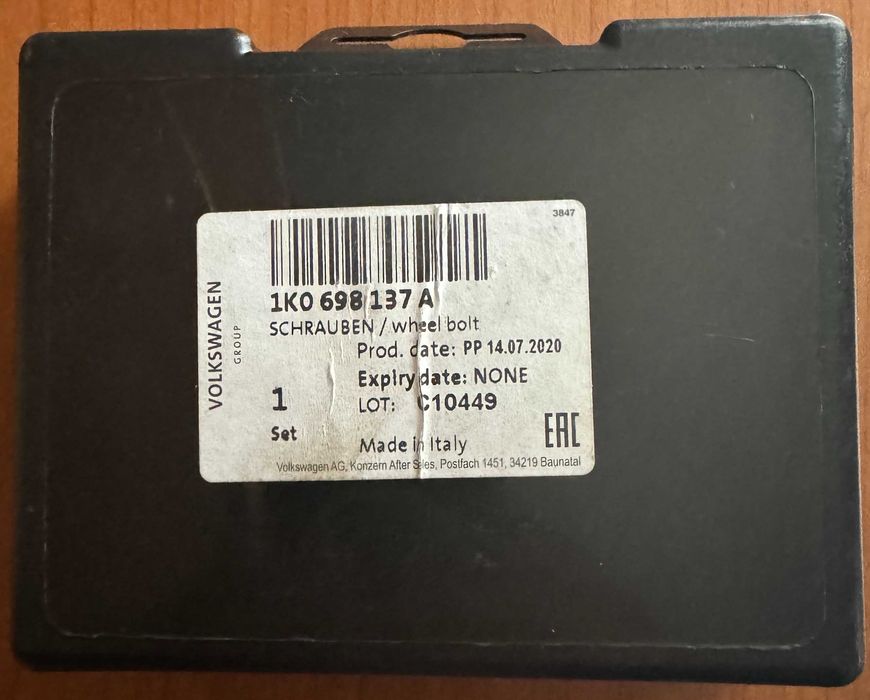 3847
VOLKSWAGEN
GROUP
1K0 698 137 A
SCHRAUBEN / wheel bolt
Prod. date: PP 14.07.2020
Expiry date: NONE
1
LOT: C10449
Set
EAC
Made in Italy
Volkswagen AG, Konzern After Sales, Postfach 1451, 34219 Baunatal